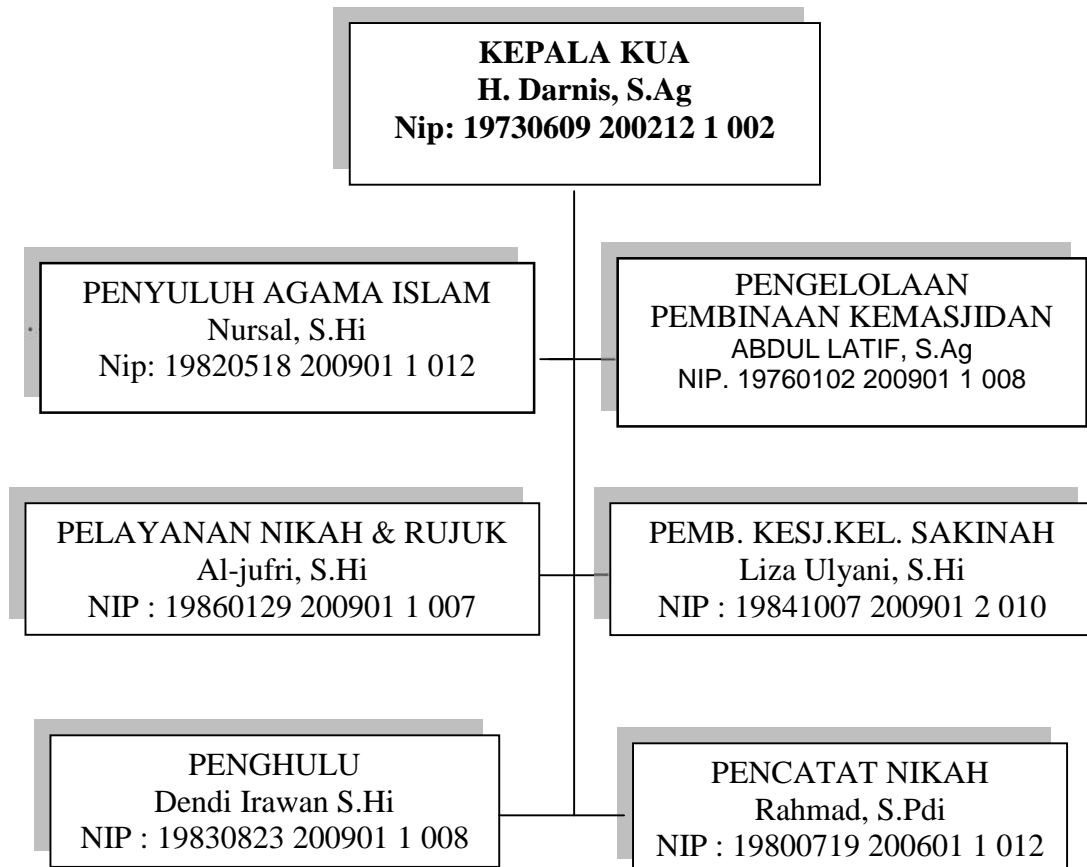 KEPALA KUA
H. Darnis, S.Ag
Nip: 19730609 200212 1 002
PENYULUH AGAMA ISLAM
Nursal, S.Hi
Nip: 19820518 200901 1 012
PENGELOLAAN
PEMBINAAN KEMASJIDAN
ABDUL LATIF, S.Ag
NIP. 19760102 200901 1 008
PELAYANAN NIKAH & RUJUK
Al-jufri, S.Hi
NIP : 19860129 200901 1 007
PEMB. KESJ.KEL. SAKINAH
Liza Ulyani, S.Hi
NIP : 19841007 200901 2 010
PENGHULU
Dendi Irawan S.Hi
NIP : 19830823 200901 1 008
PENCATAT NIKAH
Rahmad, S.Pdi
NIP : 19800719 200601 1 012